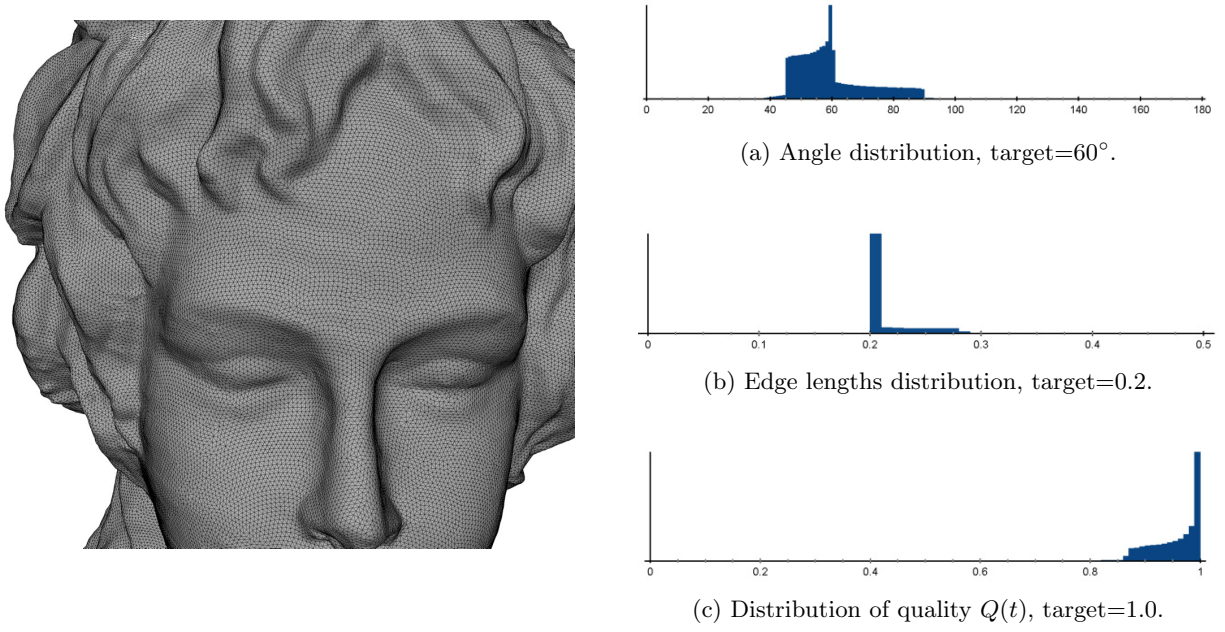 0 20 40 60 80 100 120 140 160 180
(a) Angle distribution, target=60°.
0 0.1 0.2 0.3 0.4 0.5
(b) Edge lengths distribution, target=0.2.
0 0.2 0.4 0.6 0.8 1
(c) Distribution of quality Q(t), target=1.0.